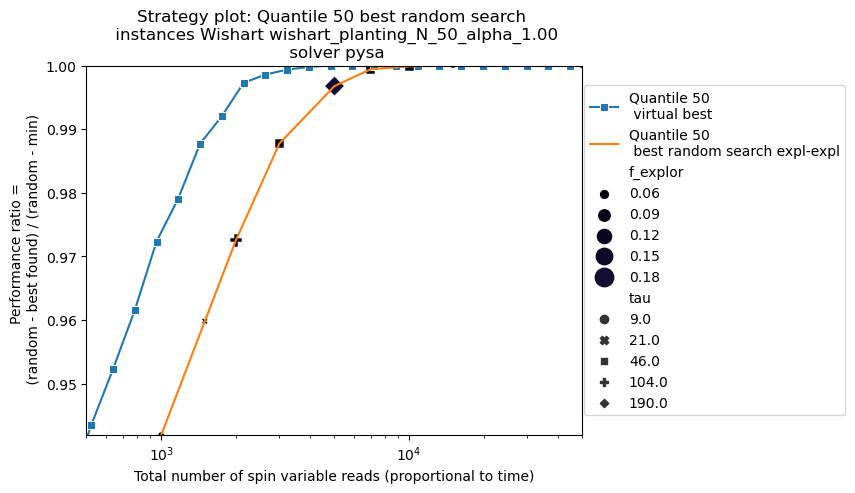 Strategy plot: Quantile 50 best random search
instances Wishart wishart_planting_N_50_alpha_1.00
solver pysa
1.00
0.99
0.98
0.97
0.96
0.95
Performance ratio =
(random - best found) / (random - min)
10³
10⁴
Total number of spin variable reads (proportional to time)
Quantile 50
virtual best
Quantile 50
best random search expl-expl
f_explor
0.06
0.09
0.12
0.15
0.18
tau
9.0
21.0
46.0
104.0
190.0